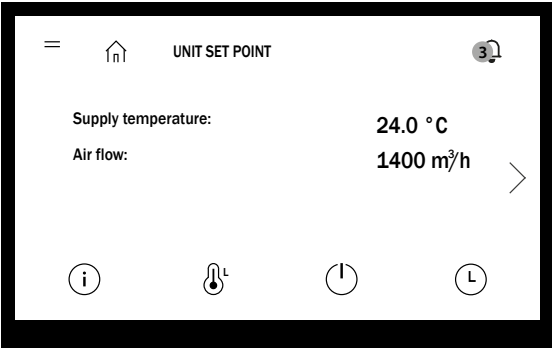 UNIT SET POINT
3
Supply temperature:
24.0 °C
Air flow:
1400 m³/h
i
L
L